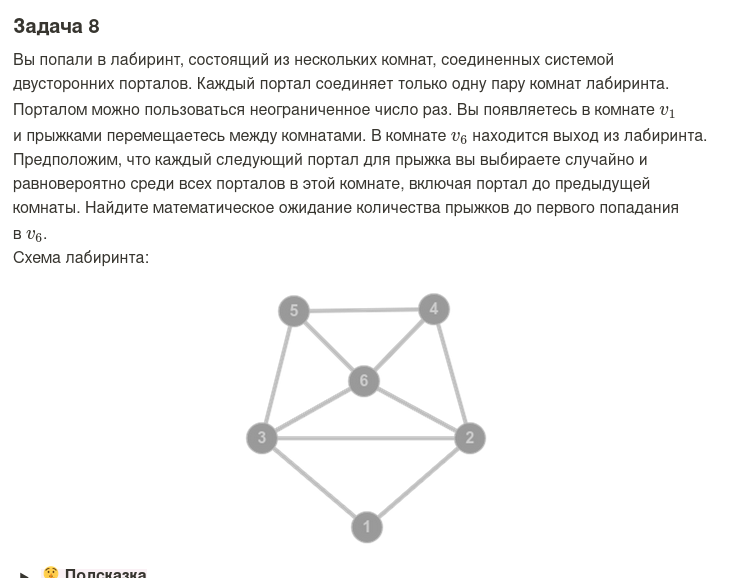 Задача 8
Вы попали в лабиринт, состоящий из нескольких комнат, соединенных системой
двусторонних порталов. Каждый портал соединяет только одну пару комнат лабиринта.
Порталом можно пользоваться неограниченное число раз. Вы появляетесь в комнате v₁
и прыжками перемещаетесь между комнатами. В комнате v₆ находится выход из лабиринта.
Предположим, что каждый следующий портал для прыжка вы выбираете случайно и
равновероятно среди всех порталов в этой комнате, включая портал до предыдущей
комнаты. Найдите математическое ожидание количества прыжков до первого попадания
в v₆.
Схема лабиринта:
5 4
6
3 2
1
Подсказка